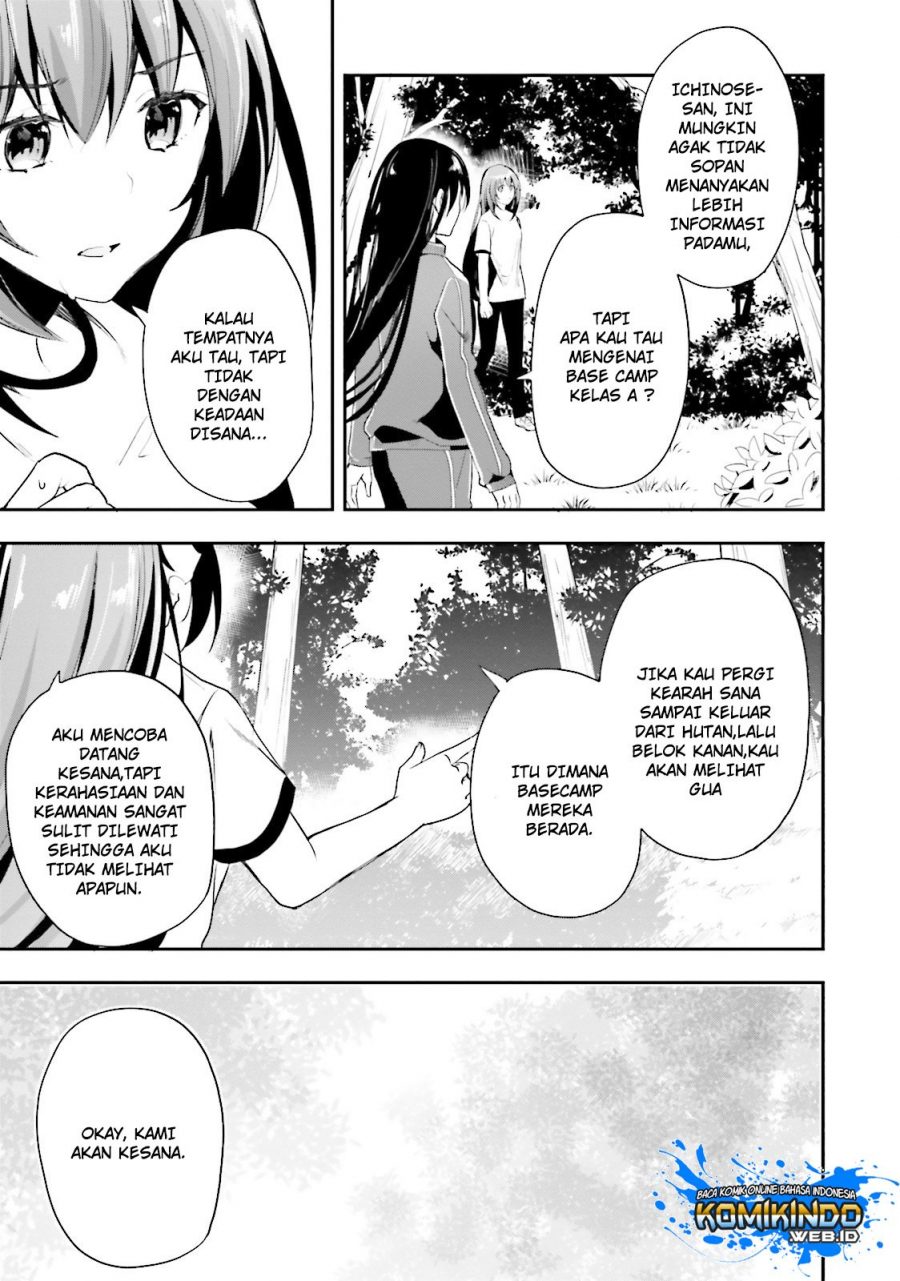 ICHINOSE-
SAN, INI
MUNGKIN
AGAK TIDAK
SOPAN
MENANYAKAN
LEBIH
INFORMASI
PADAMU,
TAPI
APA KAU TAU
MENGENAI
BASE CAMP
KELAS A ?
KALAU
TEMPATNYA
AKU TAU, TAPI
TIDAK
DENGAN
KEADAAN
DISANA...
JIKA KAU PERGI
KEARAH SANA
SAMPAI KELUAR
DARI HUTAN,LALU
BELOK KANAN,KAU
AKAN MELIHAT
GUA
ITU DIMANA
BASECAMP
MEREKA
BERADA.
AKU MENCOBA
DATANG
KESANA,TAPI
KERAHASIAAN DAN
KEAMANAN SANGAT
SULIT DILEWATI
SEHINGGA AKU
TIDAK MELIHAT
APAPUN.
OKAY, KAMI
AKAN KESANA.
BACA KOMIK ONLINE BAHASA INDONESIA
KOMIKINDO
WEB.ID